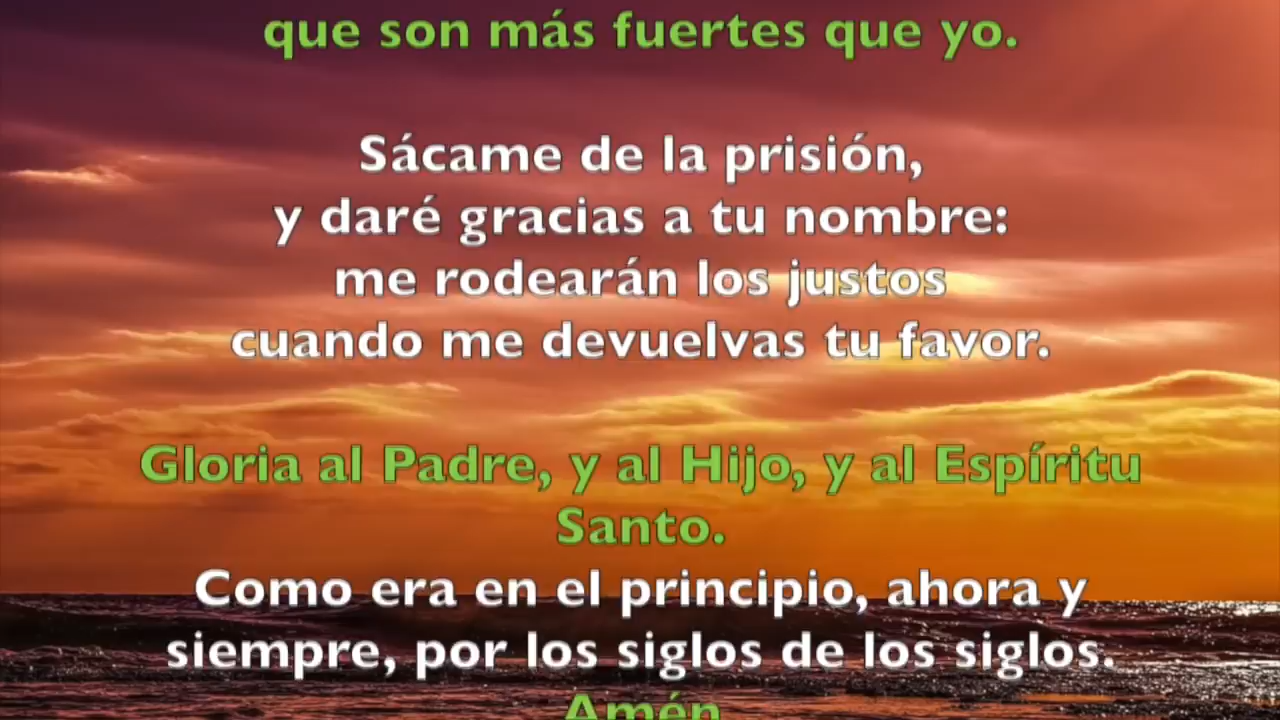 que son más fuertes que yo.
Sácame de la prisión,
y daré gracias a tu nombre:
me rodearán los justos
cuando me devuelvas tu favor.
Gloria al Padre, y al Hijo, y al Espíritu
Santo.
Como era en el principio, ahora y
siempre, por los siglos de los siglos.
Amén